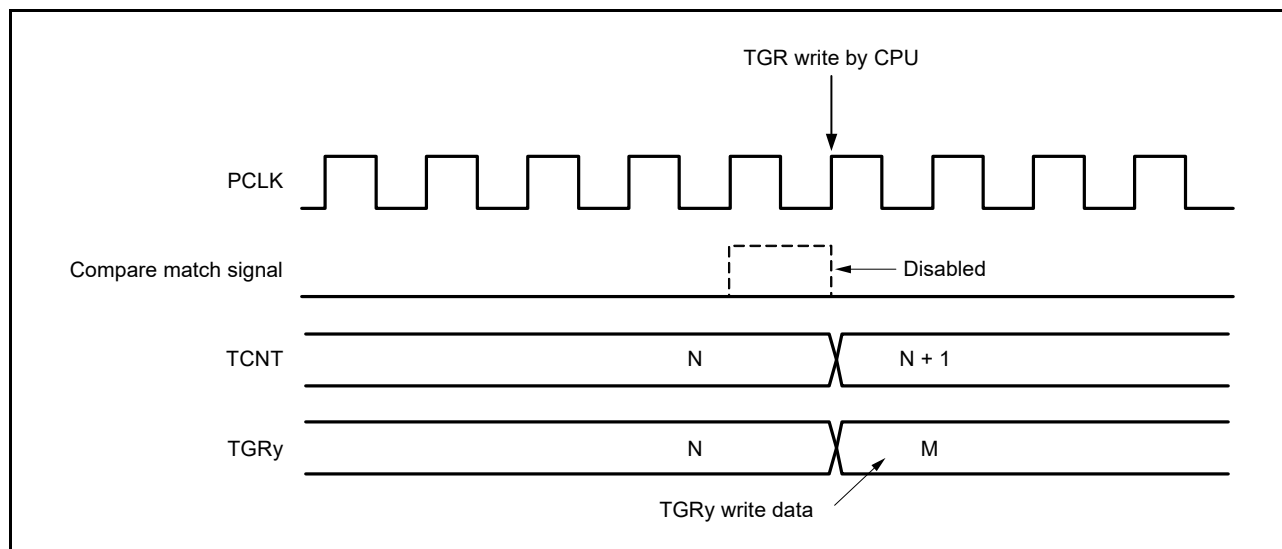 TGR write by CPU
PCLK
Compare match signal
Disabled
TCNT
N
N + 1
TGRy
N
M
TGRy write data